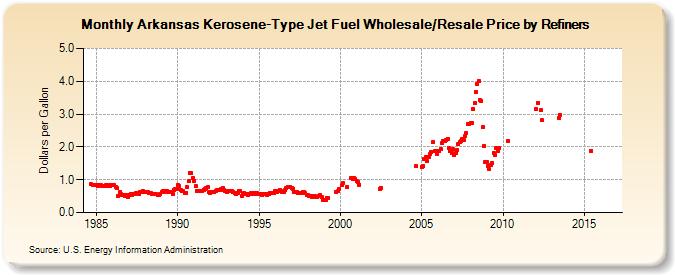 Monthly Arkansas Kerosene-Type Jet Fuel Wholesale/Resale Price by Refiners
Dollars per Gallon
5.0
4.0
3.0
2.0
1.0
0.0
1985 1990 1995 2000 2005 2010 2015
Source: U.S. Energy Information Administration